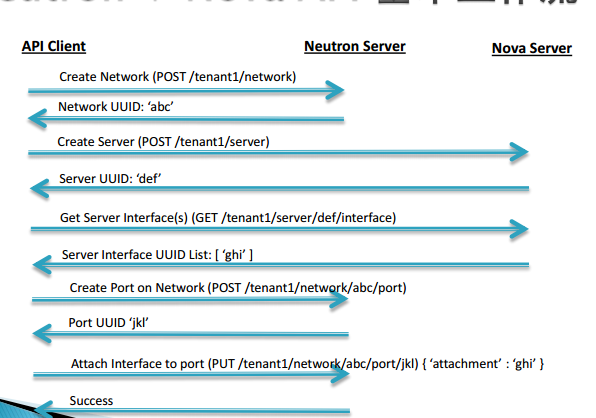 API Client Neutron Server Nova Server
Create Network (POST /tenant1/network)
Network UUID: ‘abc’
Create Server (POST /tenant1/server)
Server UUID: ‘def’
Get Server Interface(s) (GET /tenant1/server/def/interface)
Server Interface UUID List: [ ‘ghi’ ]
Create Port on Network (POST /tenant1/network/abc/port)
Port UUID ‘jkl’
Attach Interface to port (PUT /tenant1/network/abc/port/jkl) { ‘attachment’ : ‘ghi’ }
Success